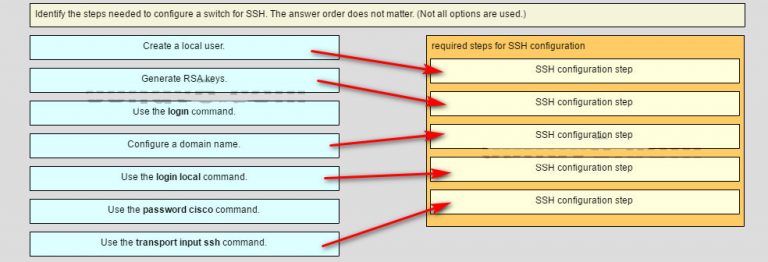 Identify the steps needed to configure a switch for SSH. The answer order does not matter. (Not all options are used.)
Create a local user.
Generate RSA keys.
Use the login command.
Configure a domain name.
Use the login local command.
Use the password cisco command.
Use the transport input ssh command.
required steps for SSH configuration
SSH configuration step
SSH configuration step
SSH configuration step
SSH configuration step
SSH configuration step